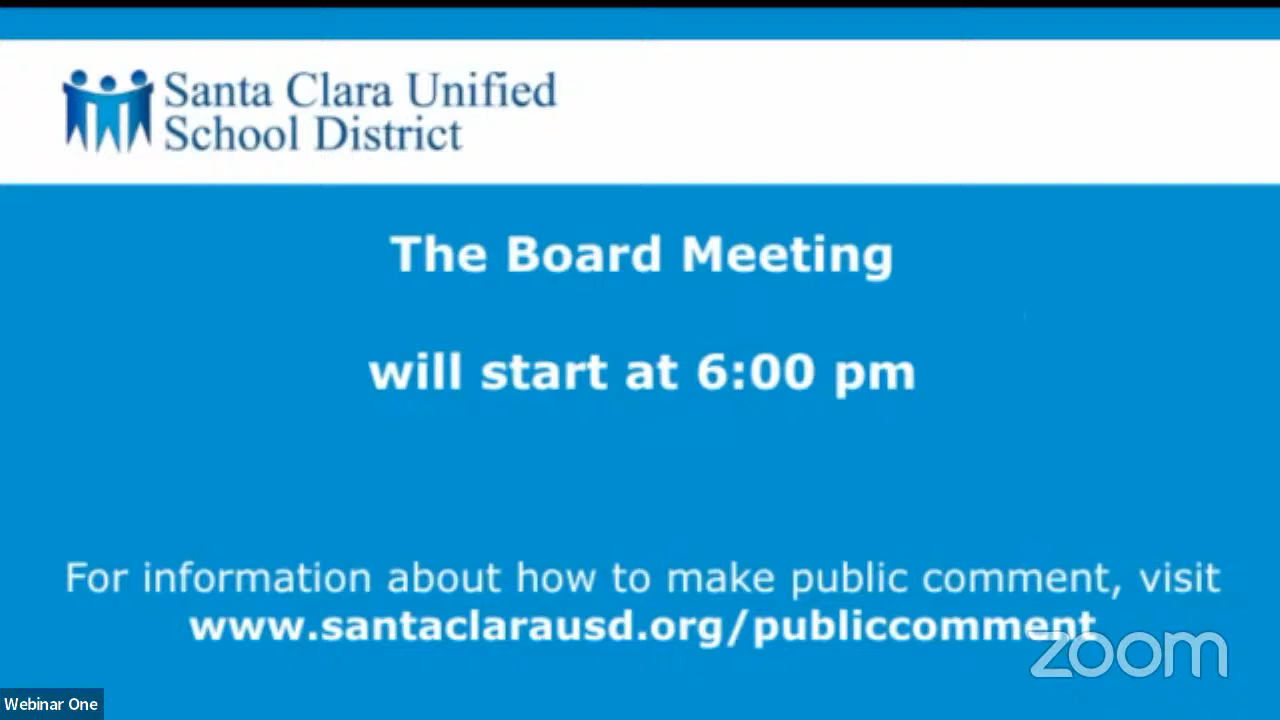 Santa Clara Unified
School District
The Board Meeting
will start at 6:00 pm
For information about how to make public comment, visit
www.santaclarausd.org/publiccomment
zoom
Webinar One